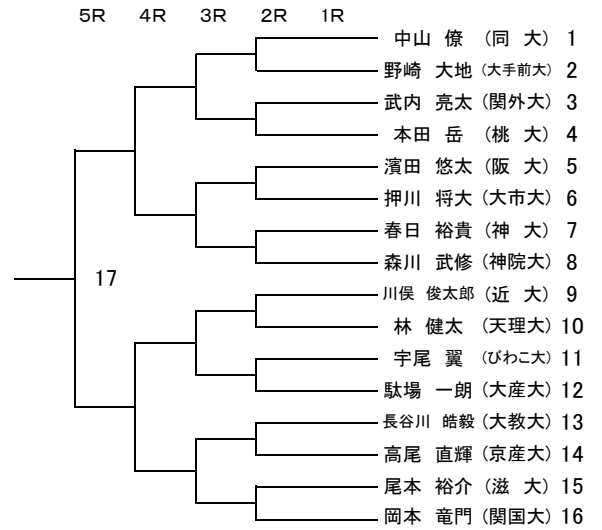 5R 4R 3R 2R 1R
中山 僚 (同 大) 1
野崎 大地 (大手前大) 2
武内 亮太 (関外大) 3
本田 岳 (桃 大) 4
濱田 悠太 (阪 大) 5
押川 将大 (大市大) 6
春日 裕貴 (神 大) 7
森川 武修 (神院大) 8
17
川俣 俊太郎 (近 大) 9
林 健太 (天理大) 10
宇尾 翼 (びわこ大) 11
駄場 一朗 (大産大) 12
長谷川 皓毅 (大教大) 13
高尾 直輝 (京産大) 14
尾本 裕介 (滋 大) 15
岡本 竜門 (関国大) 16